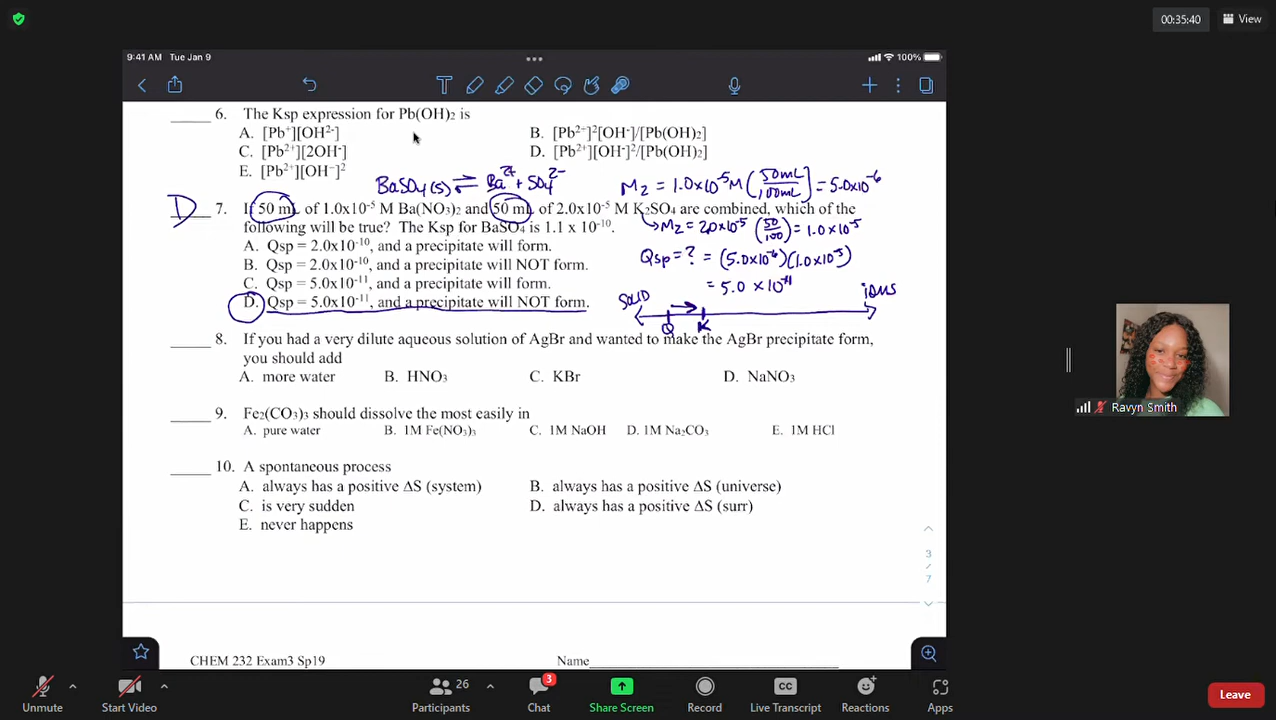 00:35:40
View
9:41 AM Tue Jan 9
100%
T
6. The Ksp expression for Pb(OH)₂ is
A. [Pb⁺][OH²⁻]
B. [Pb²⁺]²[OH⁻]/[Pb(OH)₂]
C. [Pb²⁺][2OH⁻]
D. [Pb²⁺][OH⁻]²/[Pb(OH)₂]
E. [Pb²⁺][OH⁻]²
BaSO₄(s) ⇌ Ba²⁺ + SO₄²⁻
M₂ = 1.0x10⁻⁵M (50mL/100mL) = 5.0x10⁻⁶
D 7. If 50 mL of 1.0x10⁻⁵ M Ba(NO₃)₂ and 50 mL of 2.0x10⁻⁵ M K₂SO₄ are combined, which of the
following will be true? The Ksp for BaSO₄ is 1.1 x 10⁻¹⁰.
M₂ = 2.0x10⁻⁵ (50/100) = 1.0x10⁻⁵
A. Qsp = 2.0x10⁻¹⁰, and a precipitate will form.
B. Qsp = 2.0x10⁻¹⁰, and a precipitate will NOT form.
Qsp = ? = (5.0x10⁻⁶)(1.0x10⁻⁵)
C. Qsp = 5.0x10⁻¹¹, and a precipitate will form.
= 5.0 x10⁻¹¹
D. Qsp = 5.0x10⁻¹¹, and a precipitate will NOT form.
solid
ions
Q K
8. If you had a very dilute aqueous solution of AgBr and wanted to make the AgBr precipitate form,
you should add
A. more water B. HNO₃ C. KBr D. NaNO₃
9. Fe₂(CO₃)₃ should dissolve the most easily in
A. pure water B. 1M Fe(NO₃)₃ C. 1M NaOH D. 1M Na₂CO₃ E. 1M HCl
10. A spontaneous process
A. always has a positive ΔS (system) B. always has a positive ΔS (universe)
C. is very sudden D. always has a positive ΔS (surr)
E. never happens
3
/
7
CHEM 232 Exam3 Sp19 Name
Ravyn Smith
Unmute
Start Video
26
Participants
3
Chat
Share Screen
Record
CC
Live Transcript
Reactions
Apps
Leave